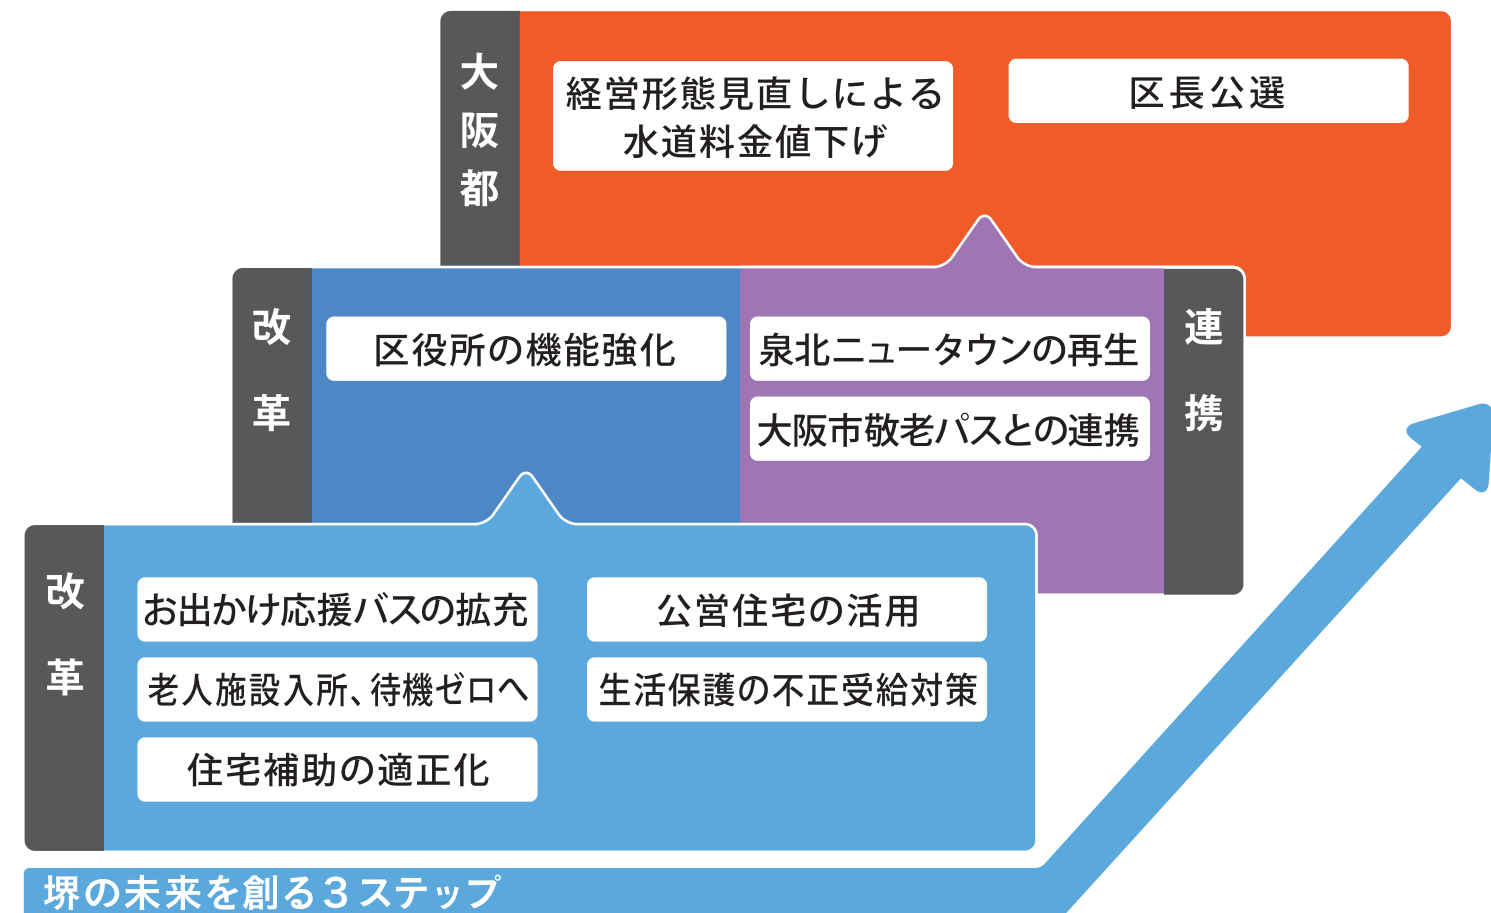 大阪都
経営形態見直しによる
水道料金値下げ
区長公選
改革
区役所の機能強化
泉北ニュータウンの再生
大阪市敬老パスとの連携
連携
改革
お出かけ応援バスの拡充
公営住宅の活用
老人施設入所、待機ゼロへ
生活保護の不正受給対策
住宅補助の適正化
堺の未来を創る3ステップ